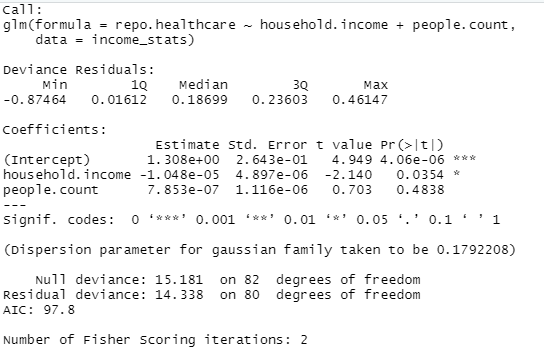 Call:
glm(formula = repo.healthcare ~ household.income + people.count,
    data = income_stats)
Deviance Residuals:
     Min       1Q   Median       3Q      Max
-0.87464  0.01612  0.18699  0.23603  0.46147
Coefficients:
                   Estimate Std. Error t value Pr(>|t|)
(Intercept)       1.308e+00  2.643e-01   4.949 4.06e-06 ***
household.income -1.048e-05  4.897e-06  -2.140   0.0354 *
people.count      7.853e-07  1.116e-06   0.703   0.4838
---
Signif. codes:  0 ‘***’ 0.001 ‘**’ 0.01 ‘*’ 0.05 ‘.’ 0.1 ‘ ’ 1
(Dispersion parameter for gaussian family taken to be 0.1792208)
    Null deviance: 15.181  on 82  degrees of freedom
Residual deviance: 14.338  on 80  degrees of freedom
AIC: 97.8
Number of Fisher Scoring iterations: 2